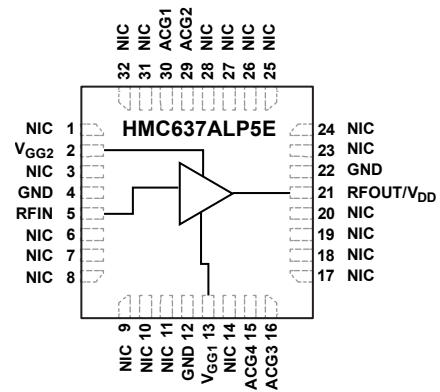 32 NIC
31 NIC
30 ACG1
29 ACG2
28 NIC
27 NIC
26 NIC
25 NIC
HMC637ALP5E
NIC 1
VGG2 2
NIC 3
GND 4
RFIN 5
NIC 6
NIC 7
NIC 8
24 NIC
23 NIC
22 GND
21 RFOUT/VDD
20 NIC
19 NIC
18 NIC
17 NIC
NIC 9
NIC 10
NIC 11
GND 12
VGG1 13
NIC 14
ACG4 15
ACG3 16